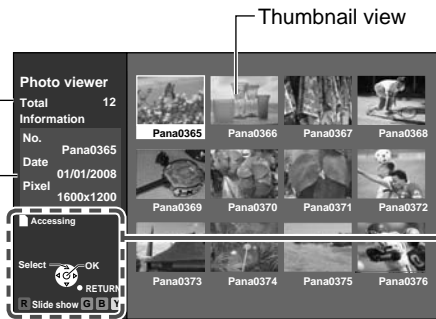 Thumbnail view
Photo viewer
Total 12
Information
No.
Pana0365
Date
01/01/2008
Pixel
1600x1200
Accessing
Select OK
RETURN
R Slide show G B Y
Pana0365 Pana0366 Pana0367 Pana0368
Pana0369 Pana0370 Pana0371 Pana0372
Pana0373 Pana0374 Pana0375 Pana0376